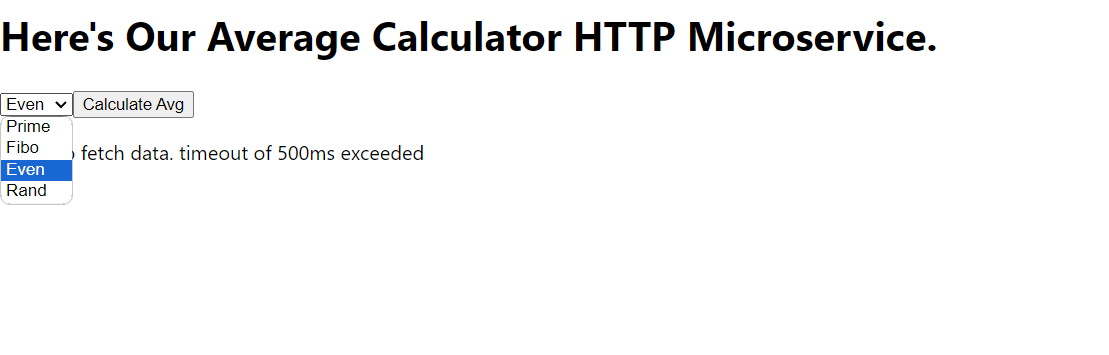 Here's Our Average Calculator HTTP Microservice.
Even Calculate Avg
Prime
Fibo
fetch data. timeout of 500ms exceeded
Even
Rand